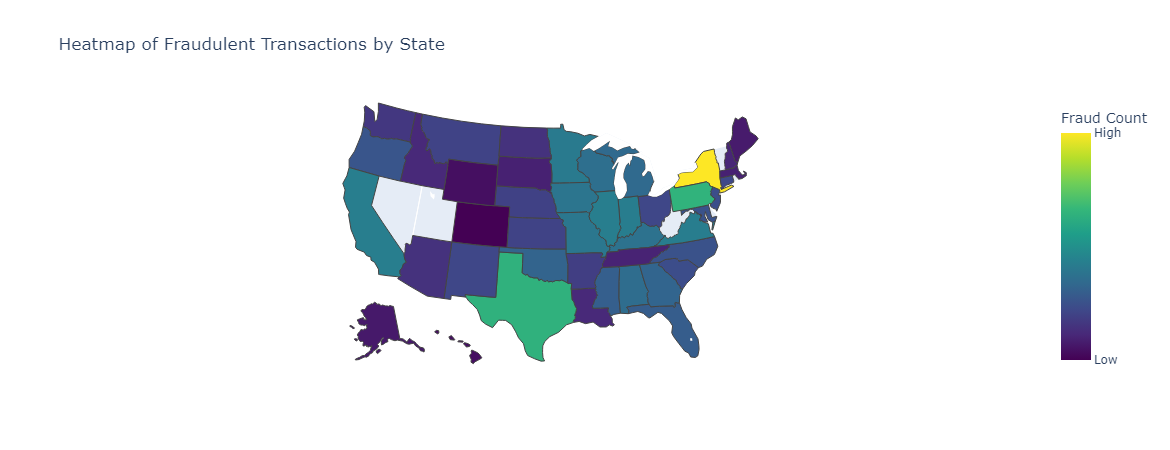 Heatmap of Fraudulent Transactions by State
Fraud Count
High
Low